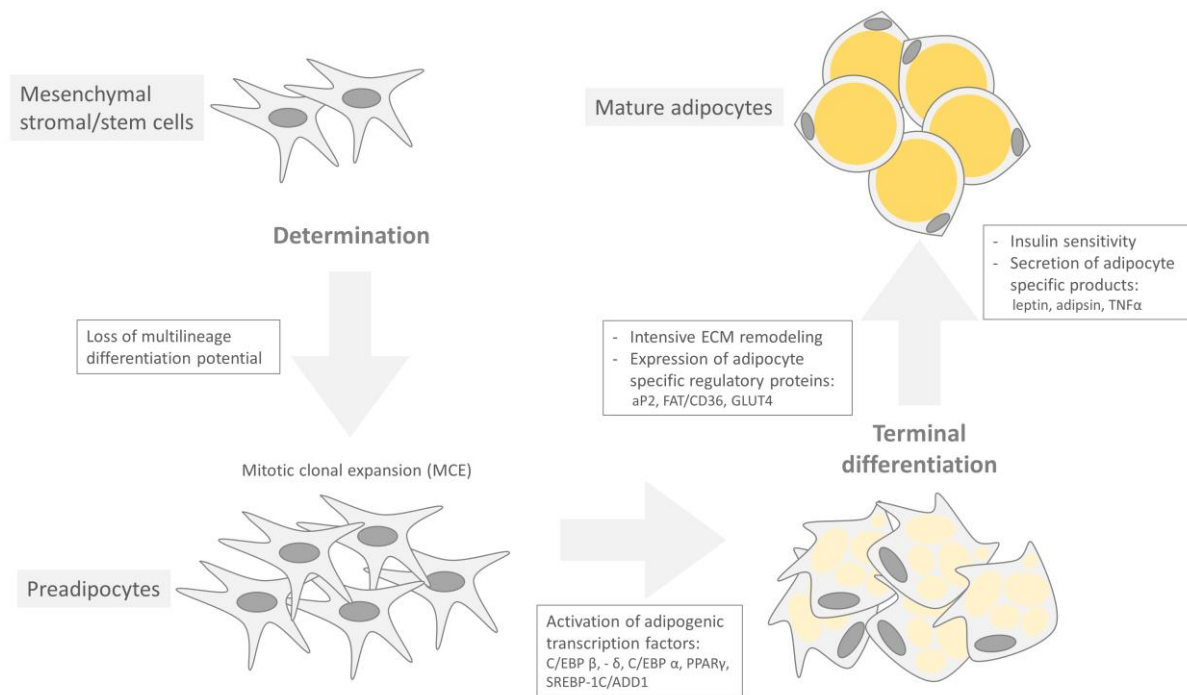 Mesenchymal
stromal/stem cells
Determination
Loss of multilineage
differentiation potential
Mitotic clonal expansion (MCE)
Preadipocytes
Activation of adipogenic
transcription factors:
C/EBP β, - δ, C/EBP α, PPARγ,
SREBP-1C/ADD1
Terminal
differentiation
- Intensive ECM remodeling
- Expression of adipocyte
specific regulatory proteins:
aP2, FAT/CD36, GLUT4
- Insulin sensitivity
- Secretion of adipocyte
specific products:
leptin, adipsin, TNFα
Mature adipocytes